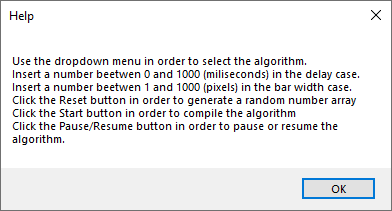 Help
Use the dropdown menu in order to select the algorithm.
Insert a number beetwen 0 and 1000 (miliseconds) in the delay case.
Insert a number beetwen 1 and 1000 (pixels) in the bar width case.
Click the Reset button in order to generate a random number array
Click the Start button in order to compile the algorithm
Click the Pause/Resume button in order to pause or resume the
algorithm.
OK